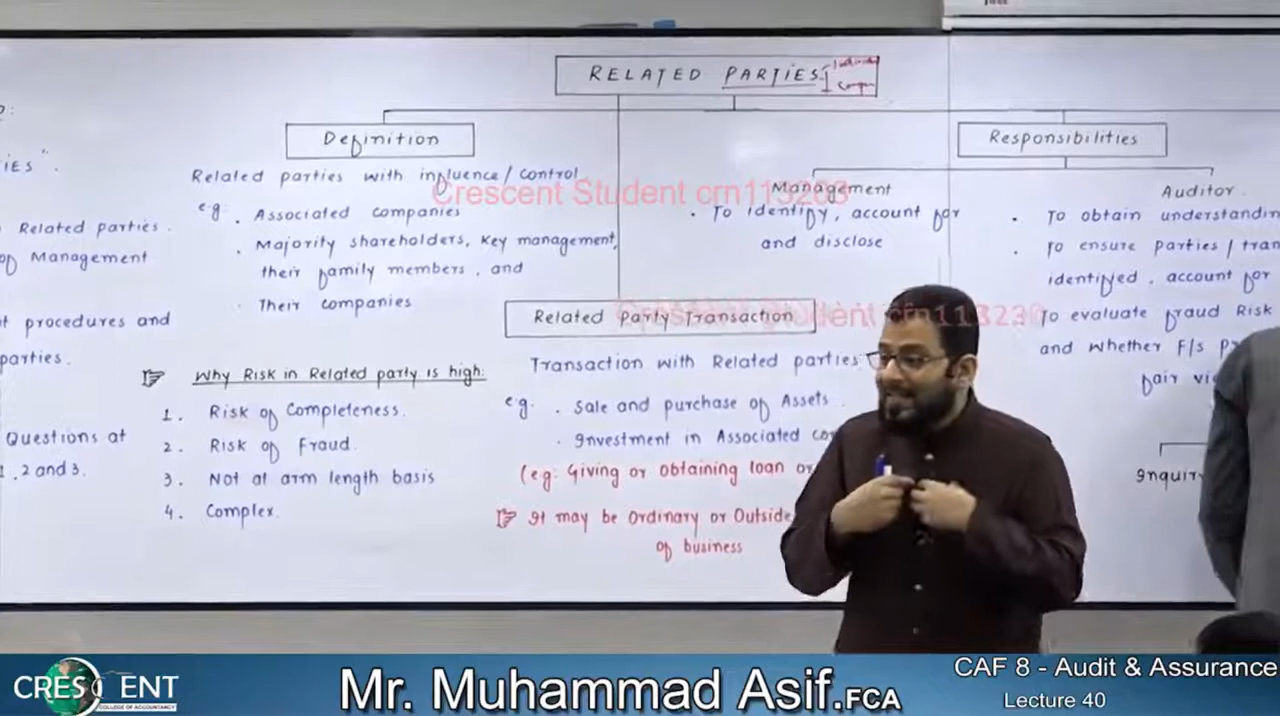 RELATED PARTIES
Definition
Related parties with influence/control
eg. Associated companies
. Majority shareholders, Key management,
their family members, and
. Their companies
Why Risk in Related party is high:
1. Risk of Completeness.
2. Risk of Fraud.
3. Not at arm length basis
4. Complex.
Related Party Transaction
Transaction with Related parties
e.g. . Sale and purchase of Assets.
. Investment in Associated
(eg: Giving or obtaining loan or
It may be Ordinary or Outside
of business
Responsibilities
Management
. To identify, account for
and disclose
Auditor.
. To obtain
. To ensure parties /
identified, account for
To evaluate fraud Risk
and whether F/s
fair
IES".
Related parties.
of Management
procedures and
parties.
Questions at
2 and 3.
Crescent Student crn113230
CRESCENT
COLLEGE OF ACCOUNTANCY
Mr. Muhammad Asif.FCA
CAF 8 - Audit & Assurance
Lecture 40